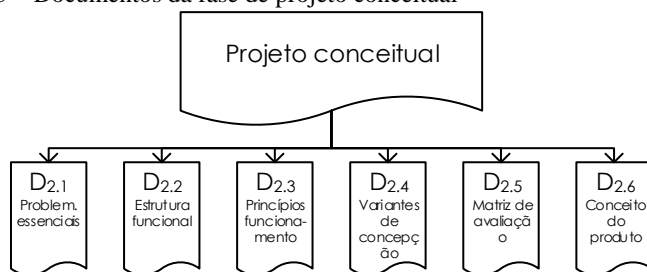 Documentos da fase de projeto conceitual
Projeto conceitual
D2.1
Problem.
essenciais
D2.2
Estrutura
funcional
D2.3
Princípios
funciona-
mento
D2.4
Variantes
de
concepç
ão
D2.5
Matriz de
avaliaçã
o
D2.6
Conceito
do
produto